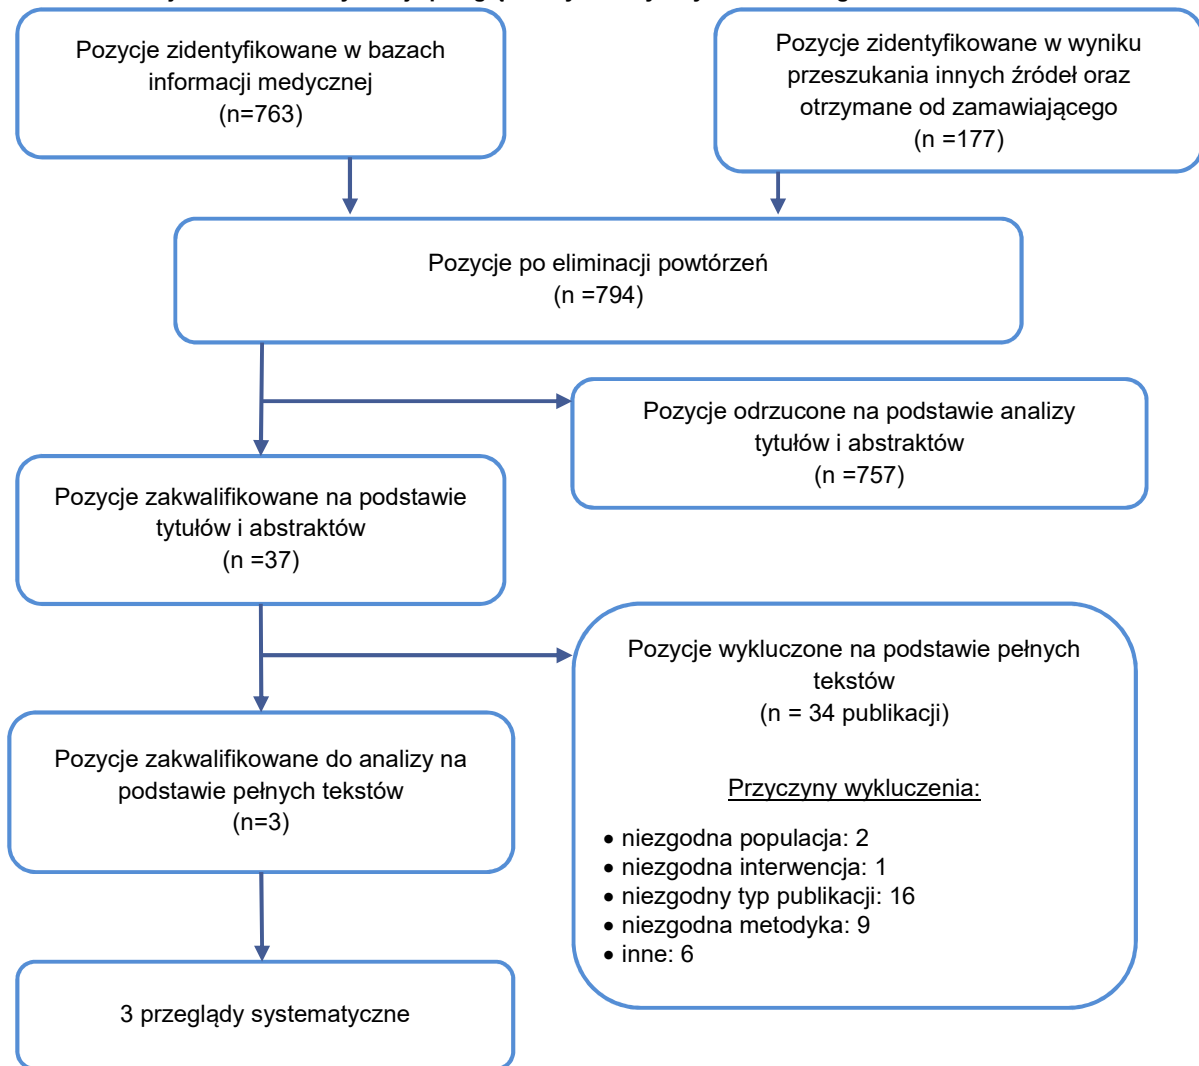 Pozycje zidentyfikowane w bazach
informacji medycznej
(n=763)
Pozycje zidentyfikowane w wyniku
przeszukania innych źródeł oraz
otrzymane od zamawiającego
(n =177)
Pozycje po eliminacji powtórzeń
(n =794)
Pozycje odrzucone na podstawie analizy
tytułów i abstraktów
(n =757)
Pozycje zakwalifikowane na podstawie
tytułów i abstraktów
(n =37)
Pozycje wykluczone na podstawie pełnych
tekstów
(n = 34 publikacji)
Przyczyny wykluczenia:
• niezgodna populacja: 2
• niezgodna interwencja: 1
• niezgodny typ publikacji: 16
• niezgodna metodyka: 9
• inne: 6
Pozycje zakwalifikowane do analizy na
podstawie pełnych tekstów
(n=3)
3 przeglądy systematyczne